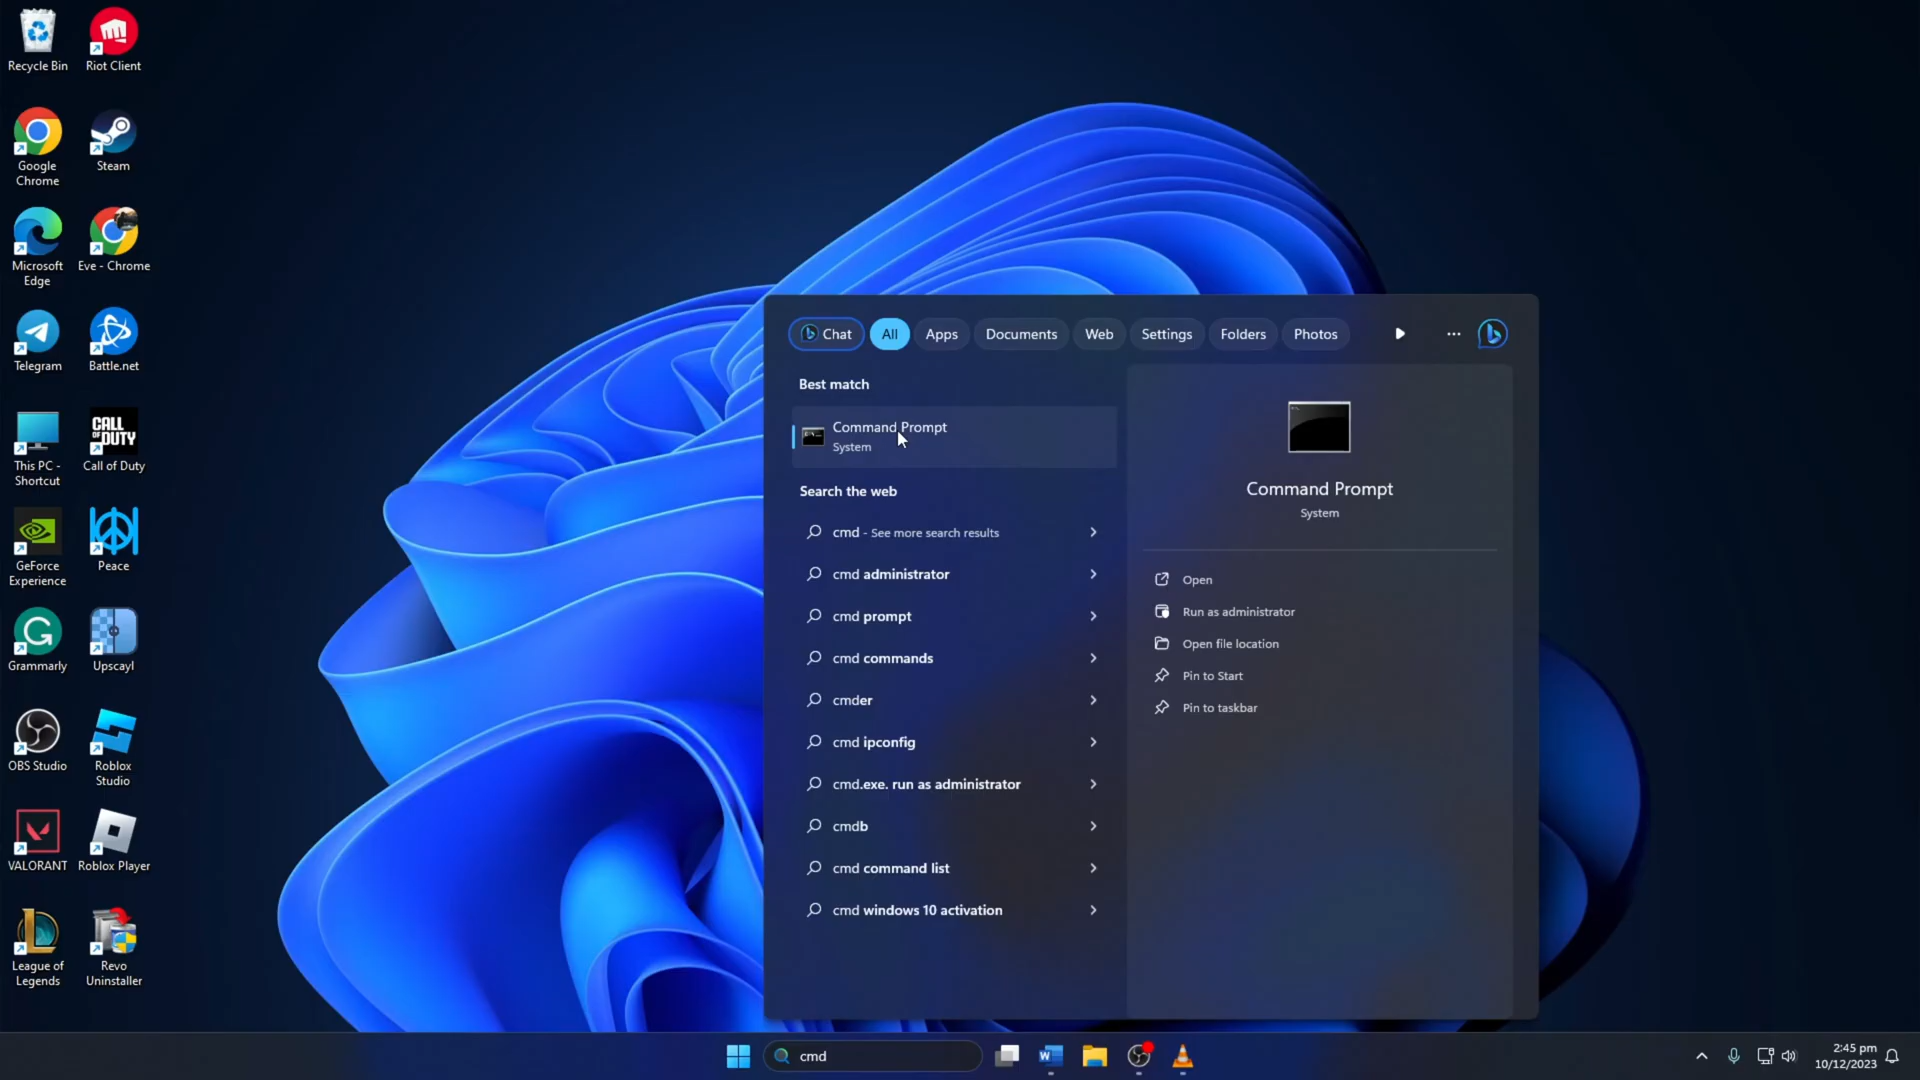 Recycle Bin
Riot Client
Google
Chrome
Steam
Microsoft
Edge
Eve - Chrome
Telegram
Battle.net
This PC -
Shortcut
CALL OF DUTY
Call of Duty
GeForce
Experience
Peace
Grammarly
Upscayl
OBS Studio
Roblox
Studio
VALORANT
Roblox Player
League of
Legends
Revo
Uninstaller
Chat
All
Apps
Documents
Web
Settings
Folders
Photos
Best match
Command Prompt
System
Search the web
cmd - See more search results
cmd administrator
cmd prompt
cmd commands
cmder
cmd ipconfig
cmd.exe. run as administrator
cmdb
cmd command list
cmd windows 10 activation
Command Prompt
System
Open
Run as administrator
Open file location
Pin to Start
Pin to taskbar
cmd
2:45 pm
10/12/2023